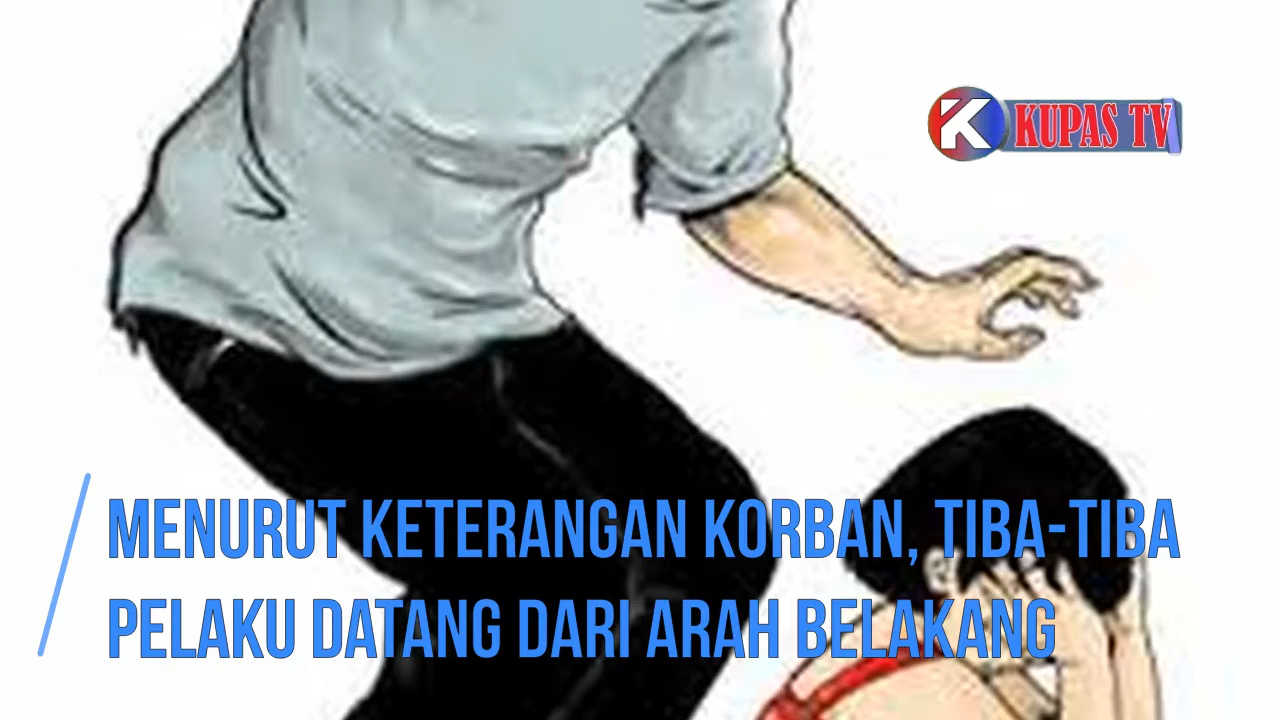 KUPAS TV
MENURUT KETERANGAN KORBAN, TIBA-TIBA
PELAKU DATANG DARI ARAH BELAKANG